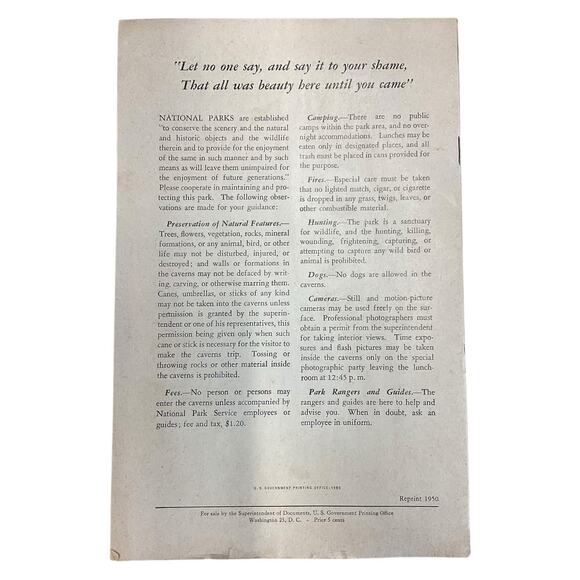 "Let no one say, and say it to your shame,
That all was beauty here until you came"
NATIONAL PARKS are established
"to conserve the scenery and the natural
and historic objects and the wildlife
therein and to provide for the enjoyment
of the same in such manner and by such
means as will leave them unimpaired for
the enjoyment of future generations."
Please cooperate in maintaining and pro-
tecting this park. The following obser-
vations are made for your guidance:
Preservation of Natural Features.—
Trees, flowers, vegetation, rocks, mineral
formations, or any animal, bird, or other
life may not be disturbed, injured, or
destroyed; and walls or formations in
the caverns may not be defaced by writ-
ing, carving, or otherwise marring them.
Canes, umbrellas, or sticks of any kind
may not be taken into the caverns unless
permission is granted by the superin-
tendent or one of his representatives, this
permission being given only when such
cane or stick is necessary for the visitor to
make the caverns trip. Tossing or
throwing rocks or other material inside
the caverns is prohibited.
Fees.—No person or persons may
enter the caverns unless accompanied by
National Park Service employees or
guides; fee and tax, $1.20.
Camping.—There are no public
camps within the park area, and no over-
night accommodations. Lunches may be
eaten only in designated places, and all
trash must be placed in cans provided for
the purpose.
Fires.—Especial care must be taken
that no lighted match, cigar, or cigarette
is dropped in any grass, twigs, leaves, or
other combustible material.
Hunting.—The park is a sanctuary
for wildlife, and the hunting, killing,
wounding, frightening, capturing, or
attempting to capture any wild bird or
animal is prohibited.
Dogs.—No dogs are allowed in the
caverns.
Cameras.—Still and motion-picture
cameras may be used freely on the sur-
face. Professional photographers must
obtain a permit from the superintendent
for taking interior views. Time expo-
sures and flash pictures may be taken
inside the caverns only on the special
photographic party leaving the lunch-
room at 12:45 p. m.
Park Rangers and Guides.—The
rangers and guides are here to help and
advise you. When in doubt, ask an
employee in uniform.
U. S. GOVERNMENT PRINTING OFFICE: 1950
Reprint 1950
For sale by the Superintendent of Documents, U. S. Government Printing Office
Washington 25, D. C. - Price 5 cents